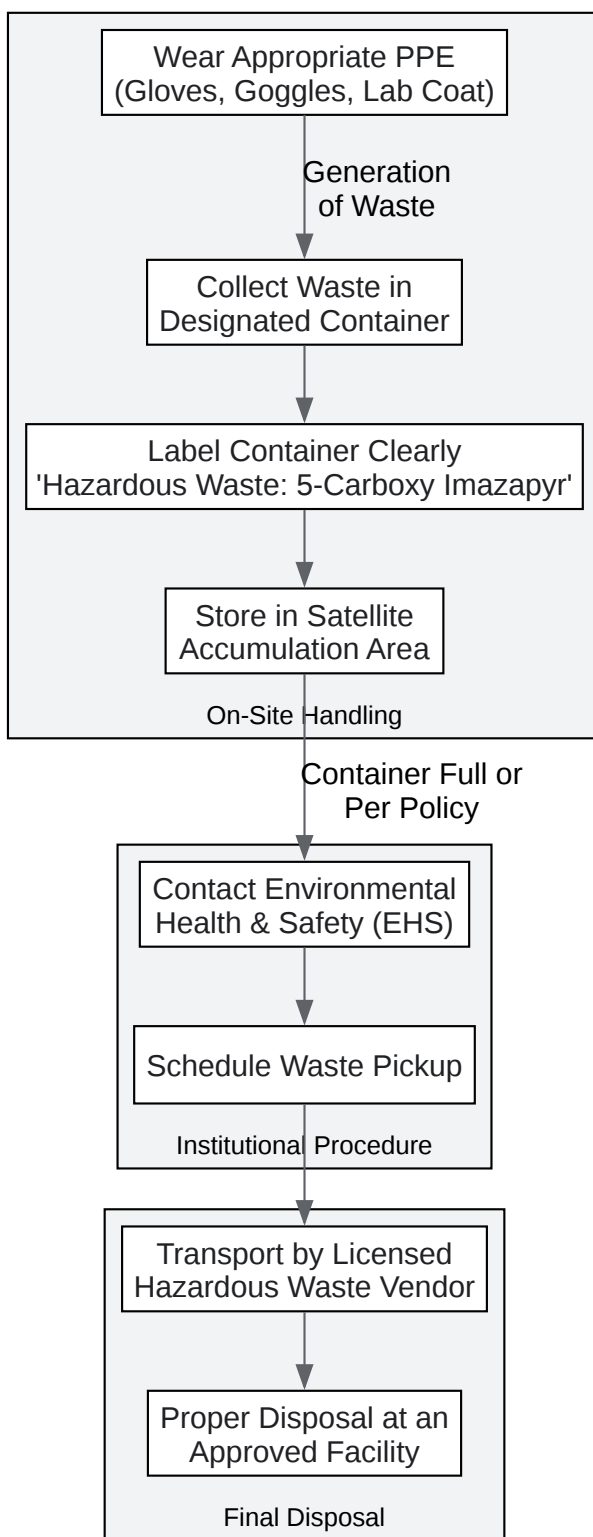 Wear Appropriate PPE
(Gloves, Goggles, Lab Coat)
Generation
of Waste
Collect Waste in
Designated Container
Label Container Clearly
'Hazardous Waste: 5-Carboxy Imazapyr'
Store in Satellite
Accumulation Area
On-Site Handling
Container Full or
Per Policy
Contact Environmental
Health & Safety (EHS)
Schedule Waste Pickup
Institutional Procedure
Transport by Licensed
Hazardous Waste Vendor
Proper Disposal at an
Approved Facility
Final Disposal